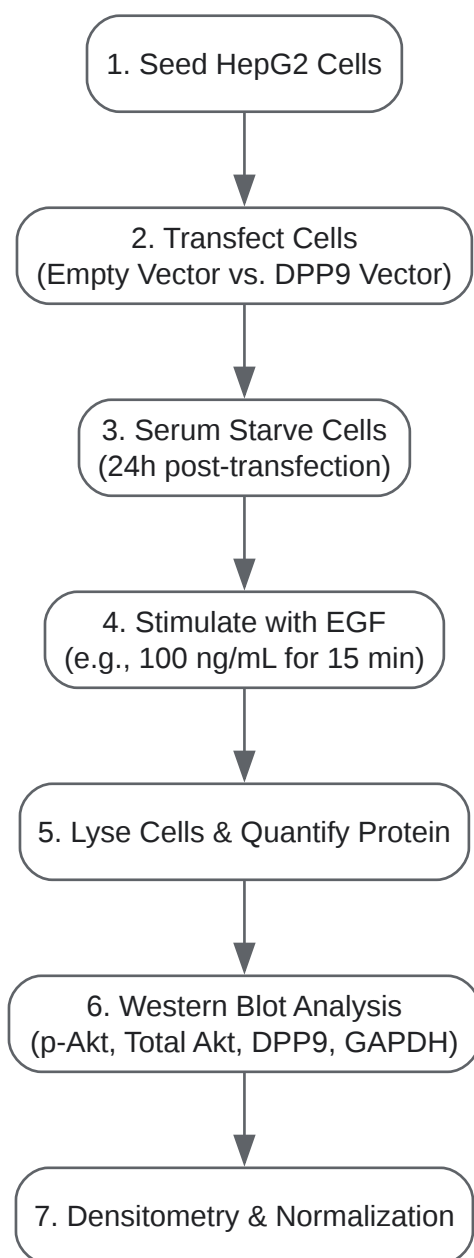 1. Seed HepG2 Cells
2. Transfect Cells
(Empty Vector vs. DPP9 Vector)
3. Serum Starve Cells
(24h post-transfection)
4. Stimulate with EGF
(e.g., 100 ng/mL for 15 min)
5. Lyse Cells & Quantify Protein
6. Western Blot Analysis
(p-Akt, Total Akt, DPP9, GAPDH)
7. Densitometry & Normalization